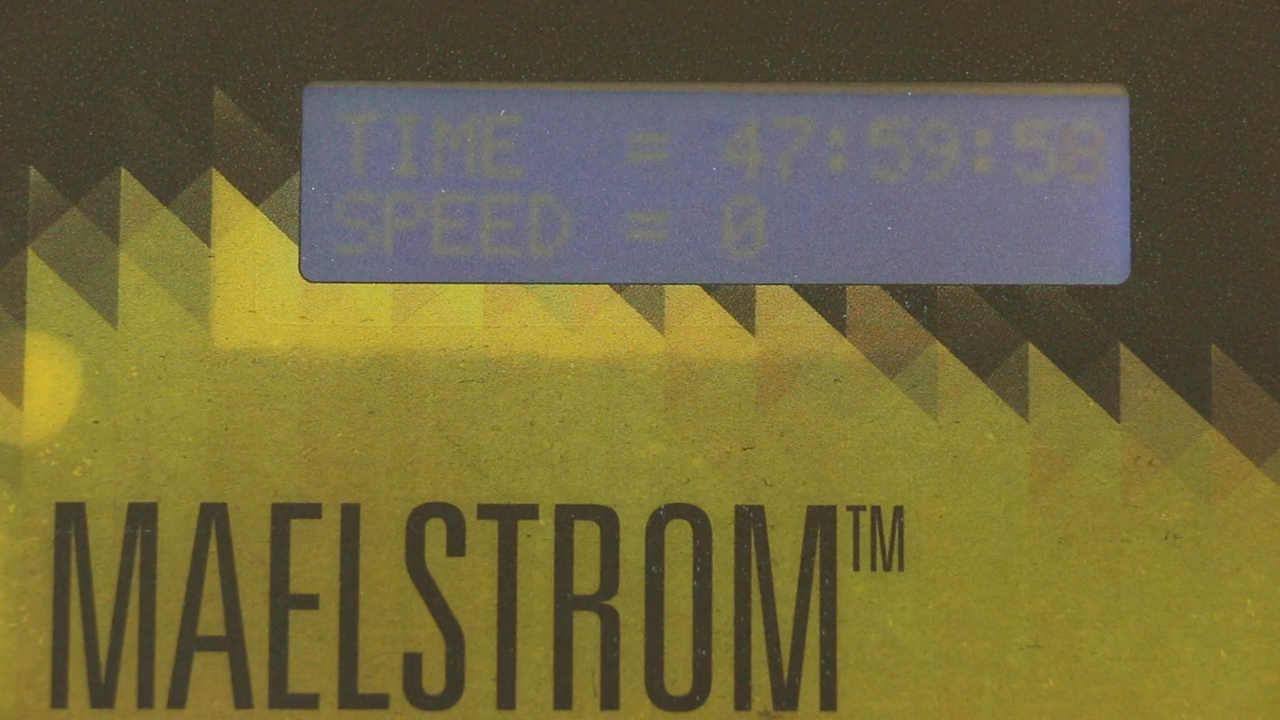 TIME = 47:59:58
SPEED = 0
MAELSTROM™